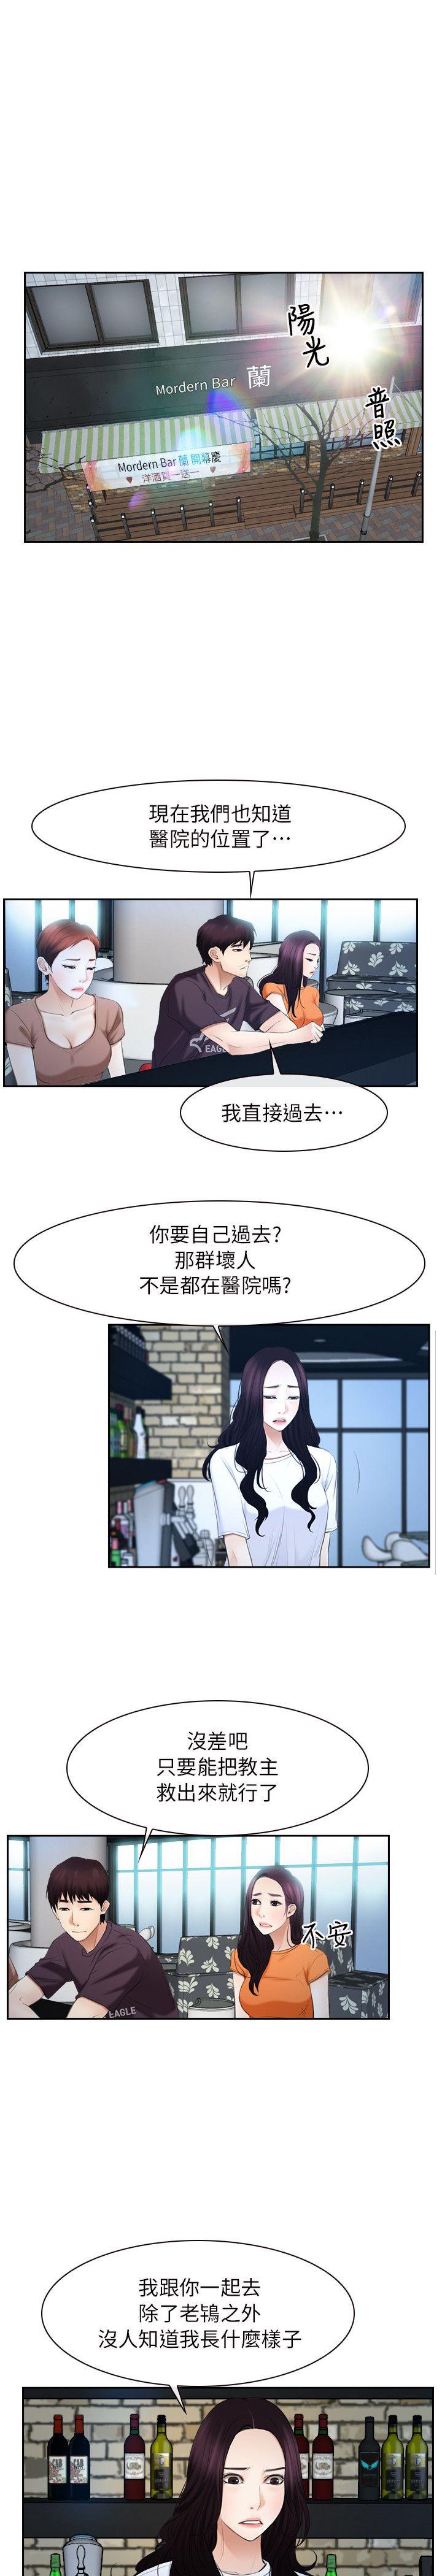 陽光
普照
Mordern Bar 蘭
Mordern Bar 蘭 開幕慶
♥ 洋酒買一送一 ♥
現在我們也知道
醫院的位置了…
EAGLE
我直接過去…
你要自己過去?
那群壞人
不是都在醫院嗎?
沒差吧
只要能把教主
救出來就行了
不安
EAGLE
我跟你一起去
除了老鴇之外
沒人知道我長什麼樣子